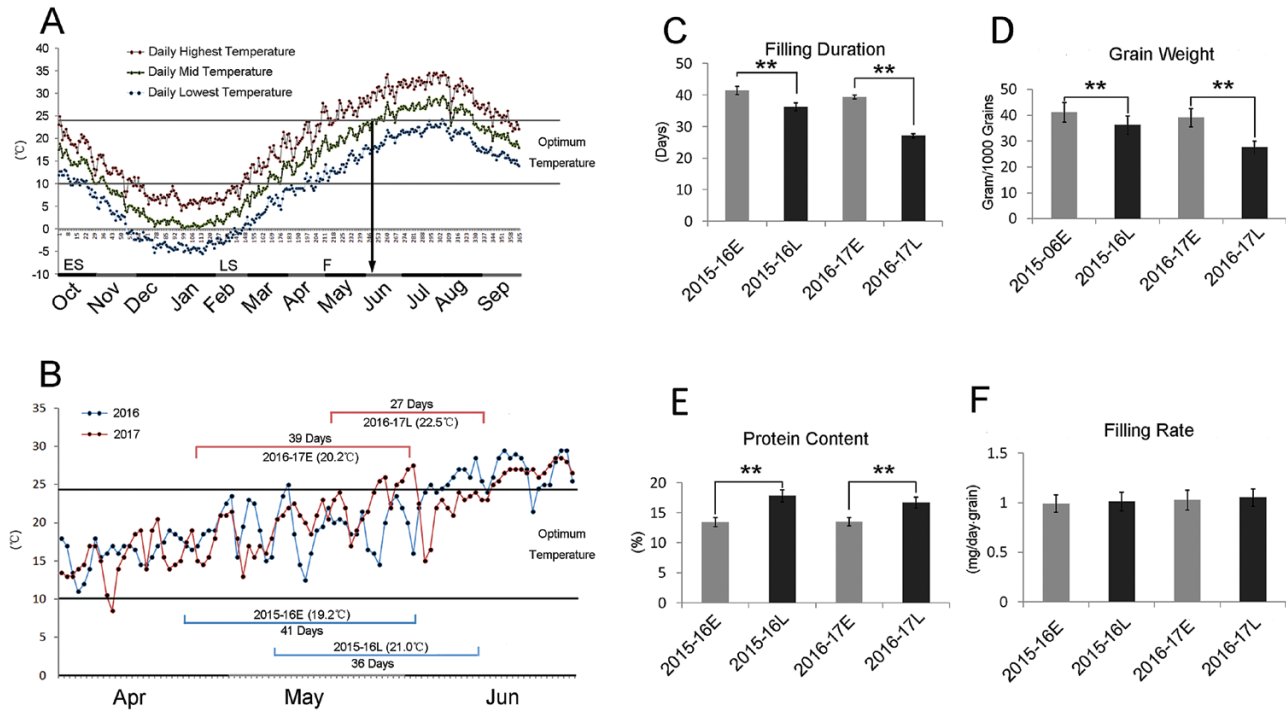 A
40
35
30
25
20
15
10
5
0
-5
-10
(℃)
Daily Highest Temperature
Daily Mid Temperature
Daily Lowest Temperature
Optimum
Temperature
ES
LS
F
Oct
Nov
Dec
Jan
Feb
Mar
Apr
May
Jun
Jul
Aug
Sep
B
35
30
25
20
15
10
5
0
(℃)
2016
2017
27 Days
2016-17L (22.5℃)
39 Days
2016-17E (20.2℃)
Optimum
Temperature
2015-16E (19.2℃)
41 Days
2015-16L (21.0℃)
36 Days
Apr
May
Jun
C
Filling Duration
50
40
30
20
10
0
(Days)
**
**
2015-16E
2015-16L
2016-17E
2016-17L
D
Grain Weight
50
40
30
20
10
0
Gram/1000 Grains
**
**
2015-06E
2015-16L
2016-17E
2016-17L
E
Protein Content
20
15
10
5
0
(%)
**
**
2015-16E
2015-16L
2016-17E
2016-17L
F
Filling Rate
1.5
1
0.5
0
(mg/day·grain)
2015-16E
2015-16L
2016-17E
2016-17L